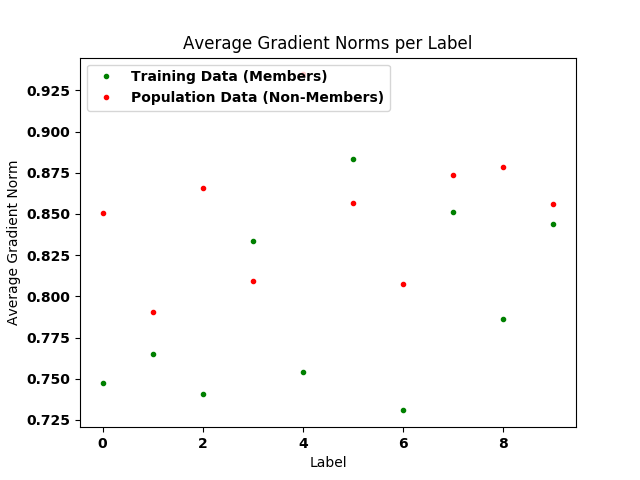 Average Gradient Norms per Label
Training Data (Members)
Population Data (Non-Members)
Average Gradient Norm
0.925
0.900
0.875
0.850
0.825
0.800
0.775
0.750
0.725
0 2 4 6 8
Label